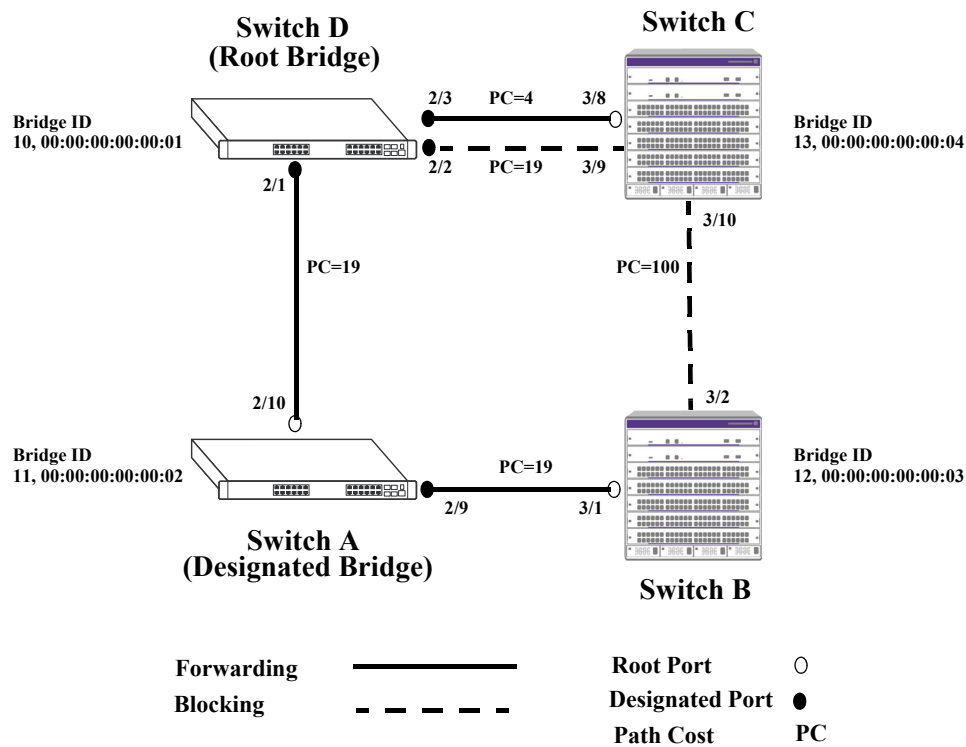 Switch D
(Root Bridge)
Switch C
Bridge ID
10, 00:00:00:00:00:01
2/3
PC=4
3/8
2/2
PC=19
3/9
Bridge ID
13, 00:00:00:00:00:04
2/1
3/10
PC=19
PC=100
2/10
3/2
Bridge ID
11, 00:00:00:00:00:02
PC=19
2/9
3/1
Bridge ID
12, 00:00:00:00:00:03
Switch A
(Designated Bridge)
Switch B
Forwarding
Blocking
Root Port
Designated Port
Path Cost
PC